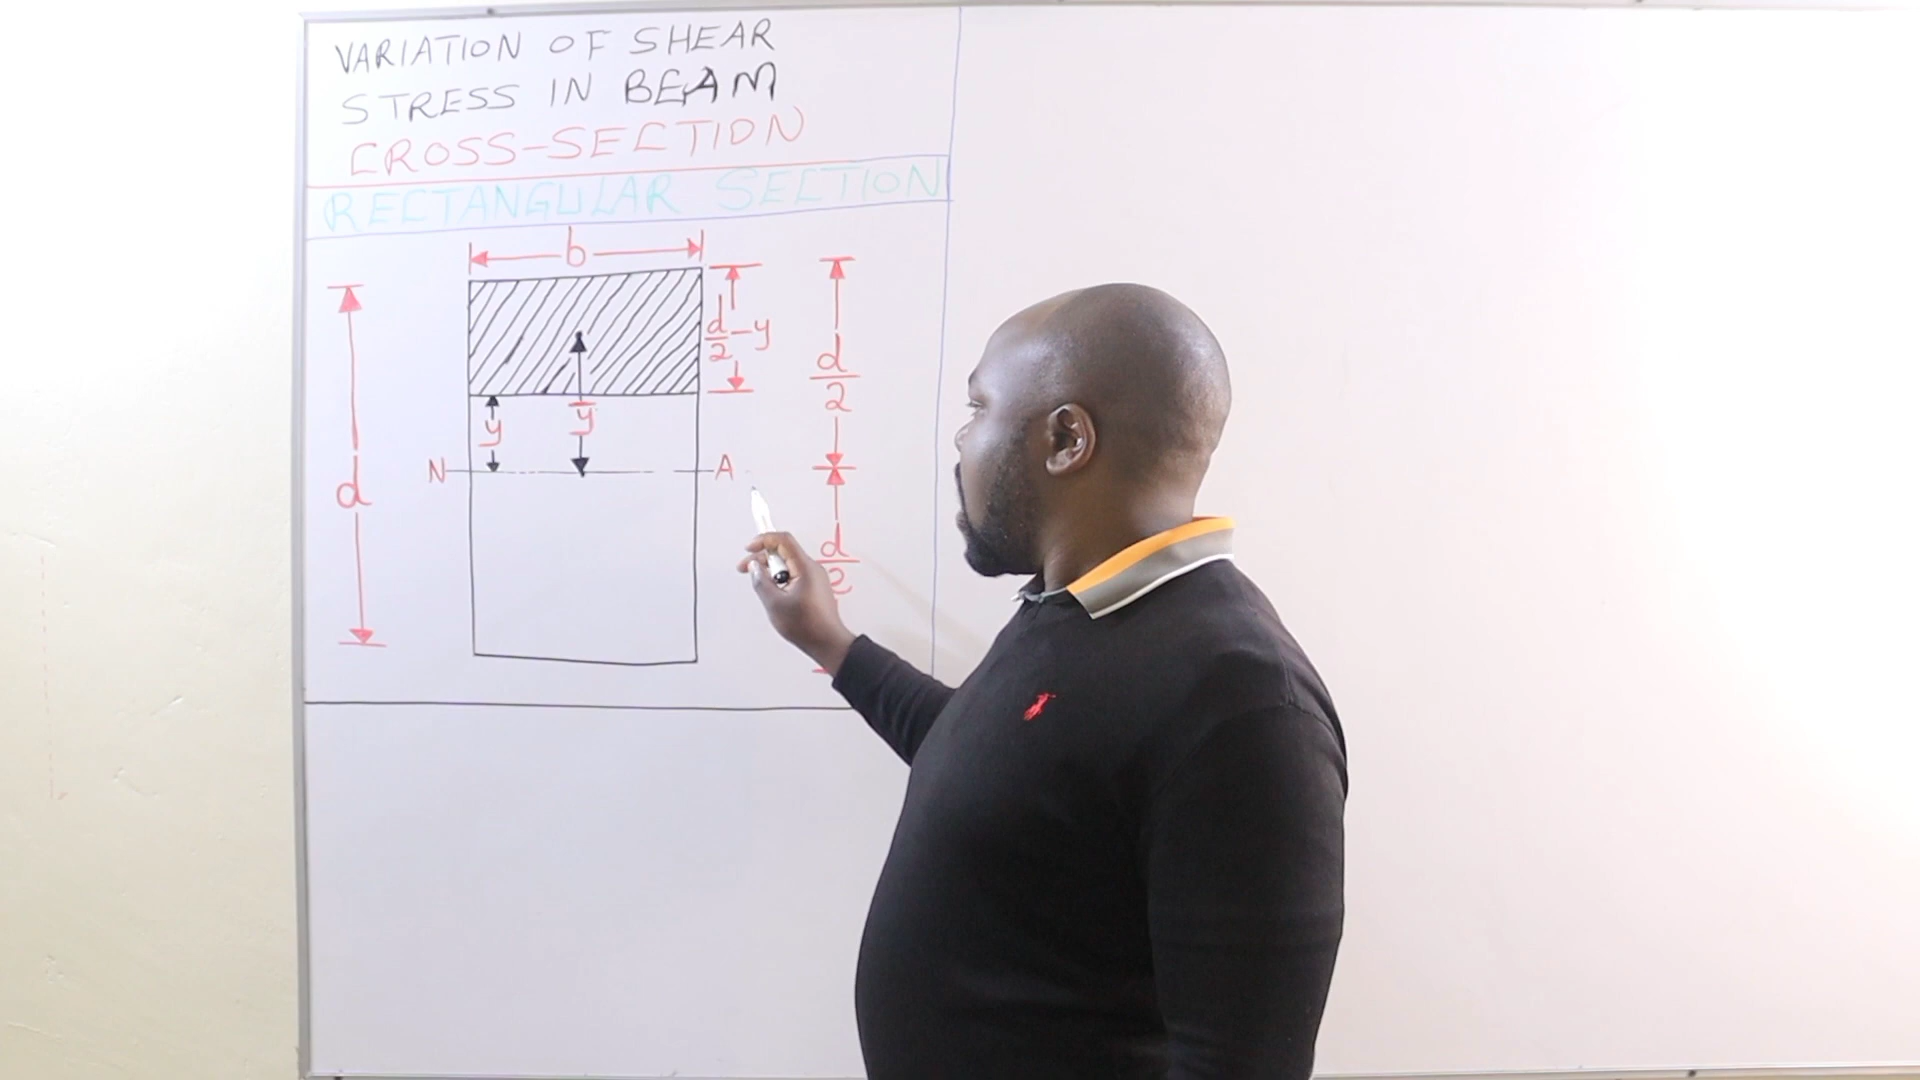 VARIATION OF SHEAR
STRESS IN BEAM
CROSS-SECTION
RECTANGULAR SECTION
b
d/2 - y
d/2
y
ȳ
N A
d
d/2